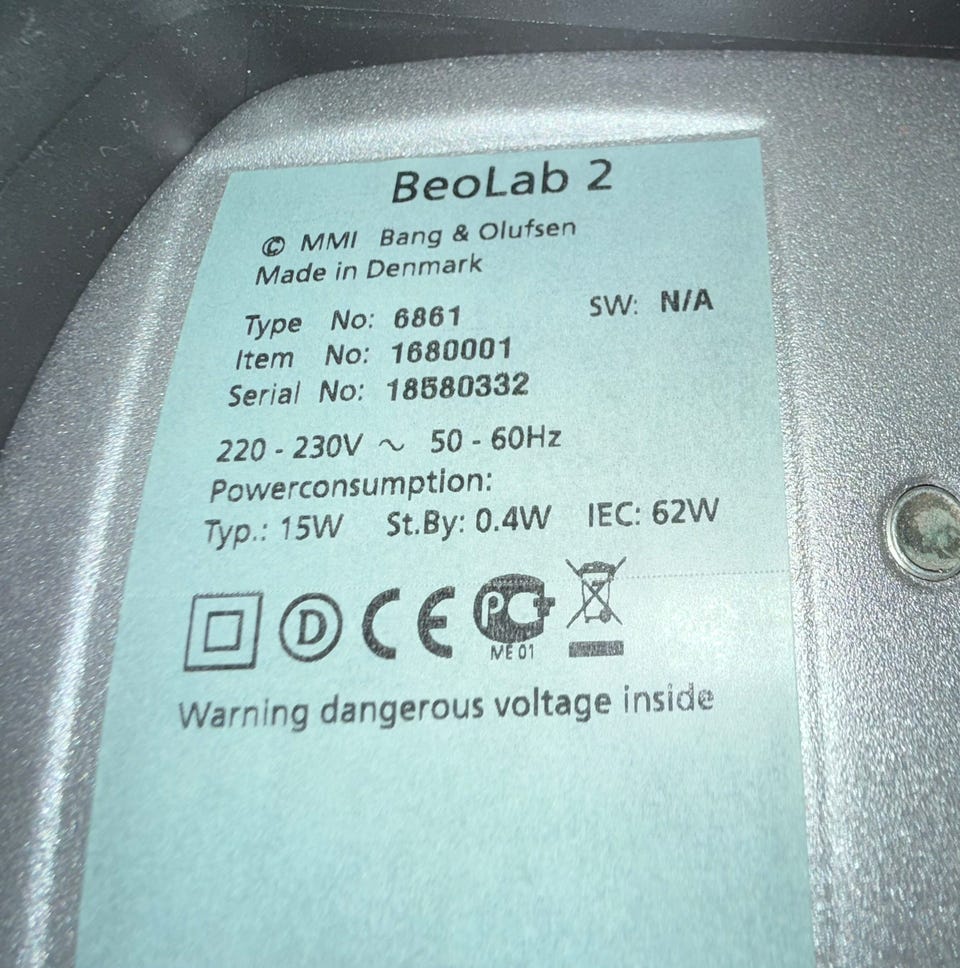 BeoLab 2
© MMI Bang & Olufsen
Made in Denmark
Type No: 6861 SW: N/A
Item No: 1680001
Serial No: 18580332
220 - 230V ~ 50 - 60Hz
Powerconsumption:
Typ.: 15W St.By: 0.4W IEC: 62W
D CE PCT
ME 01
Warning dangerous voltage inside